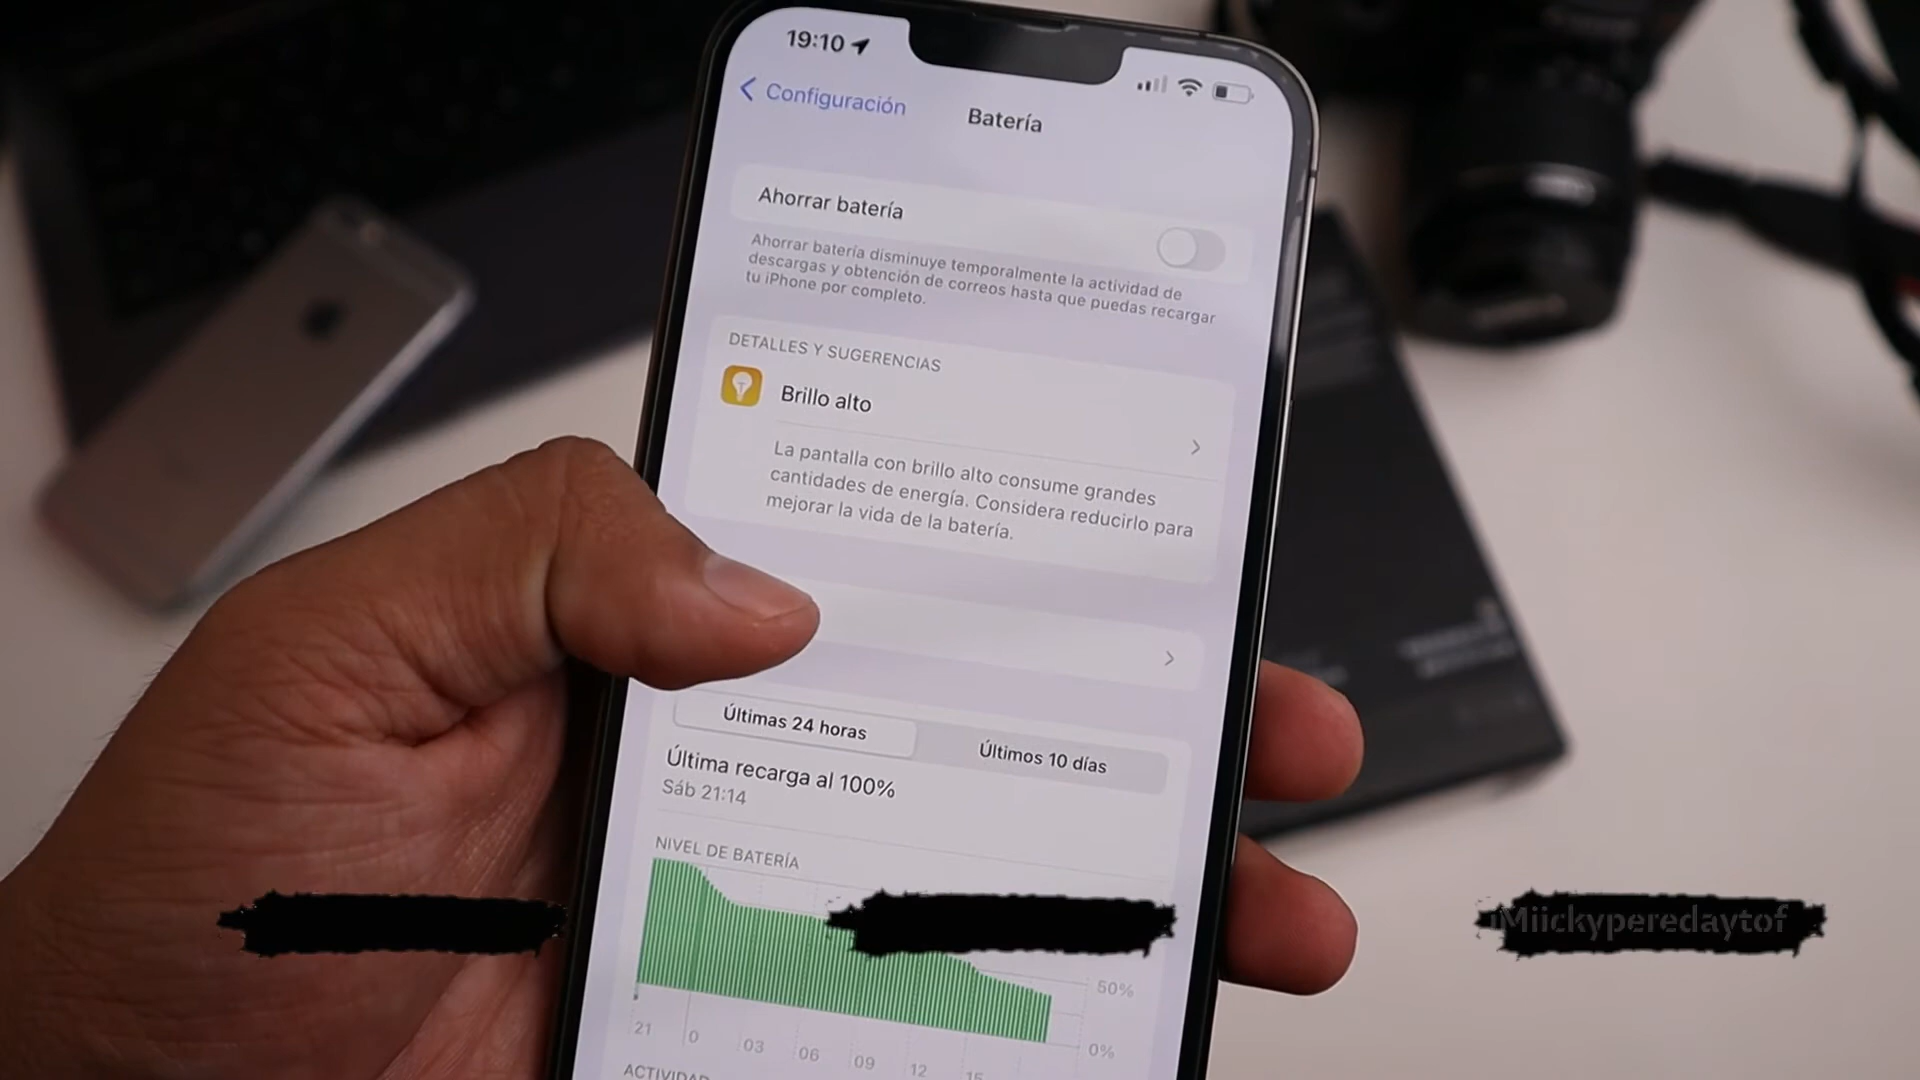 19:10
Configuración
Batería
Ahorrar batería
Ahorrar batería disminuye temporalmente la actividad de
descargas y obtención de correos hasta que puedas recargar
tu iPhone por completo.
DETALLES Y SUGERENCIAS
Brillo alto
La pantalla con brillo alto consume grandes
cantidades de energía. Considera reducirlo para
mejorar la vida de la batería.
Últimas 24 horas
Últimos 10 días
Última recarga al 100%
Sáb 21:14
NIVEL DE BATERÍA
50%
0%
21 0 03 06 09 12 15